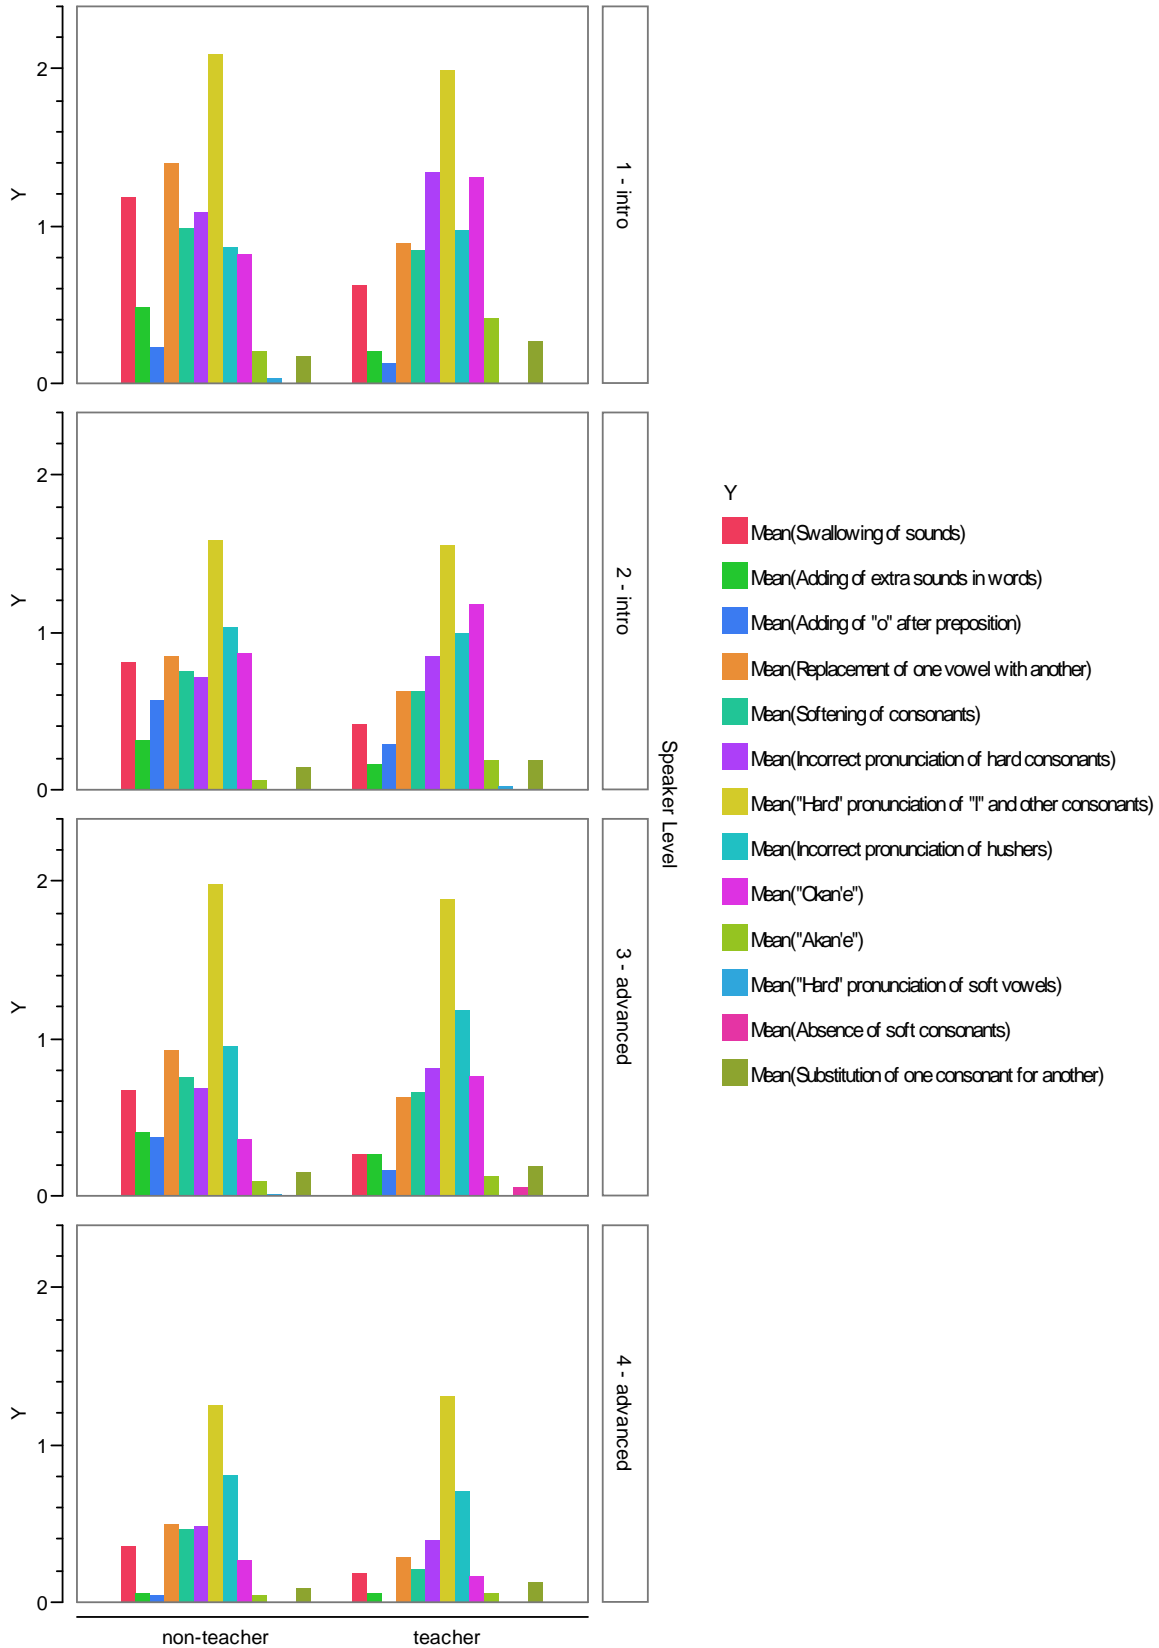 2
1
0
Y
1 - intro
2
1
0
Y
2 - intro
2
1
0
Y
3 - advanced
2
1
0
Y
4 - advanced
non-teacher
teacher
Speaker Level
Y
Mean(Swallowing of sounds)
Mean(Adding of extra sounds in words)
Mean(Adding of "o" after preposition)
Mean(Replacement of one vowel with another)
Mean(Softening of consonants)
Mean(Incorrect pronunciation of hard consonants)
Mean("Hard" pronunciation of "l" and other consonants)
Mean(Incorrect pronunciation of hushers)
Mean("Okan'e")
Mean("Akan'e")
Mean("Hard" pronunciation of soft vowels)
Mean(Absence of soft consonants)
Mean(Substitution of one consonant for another)